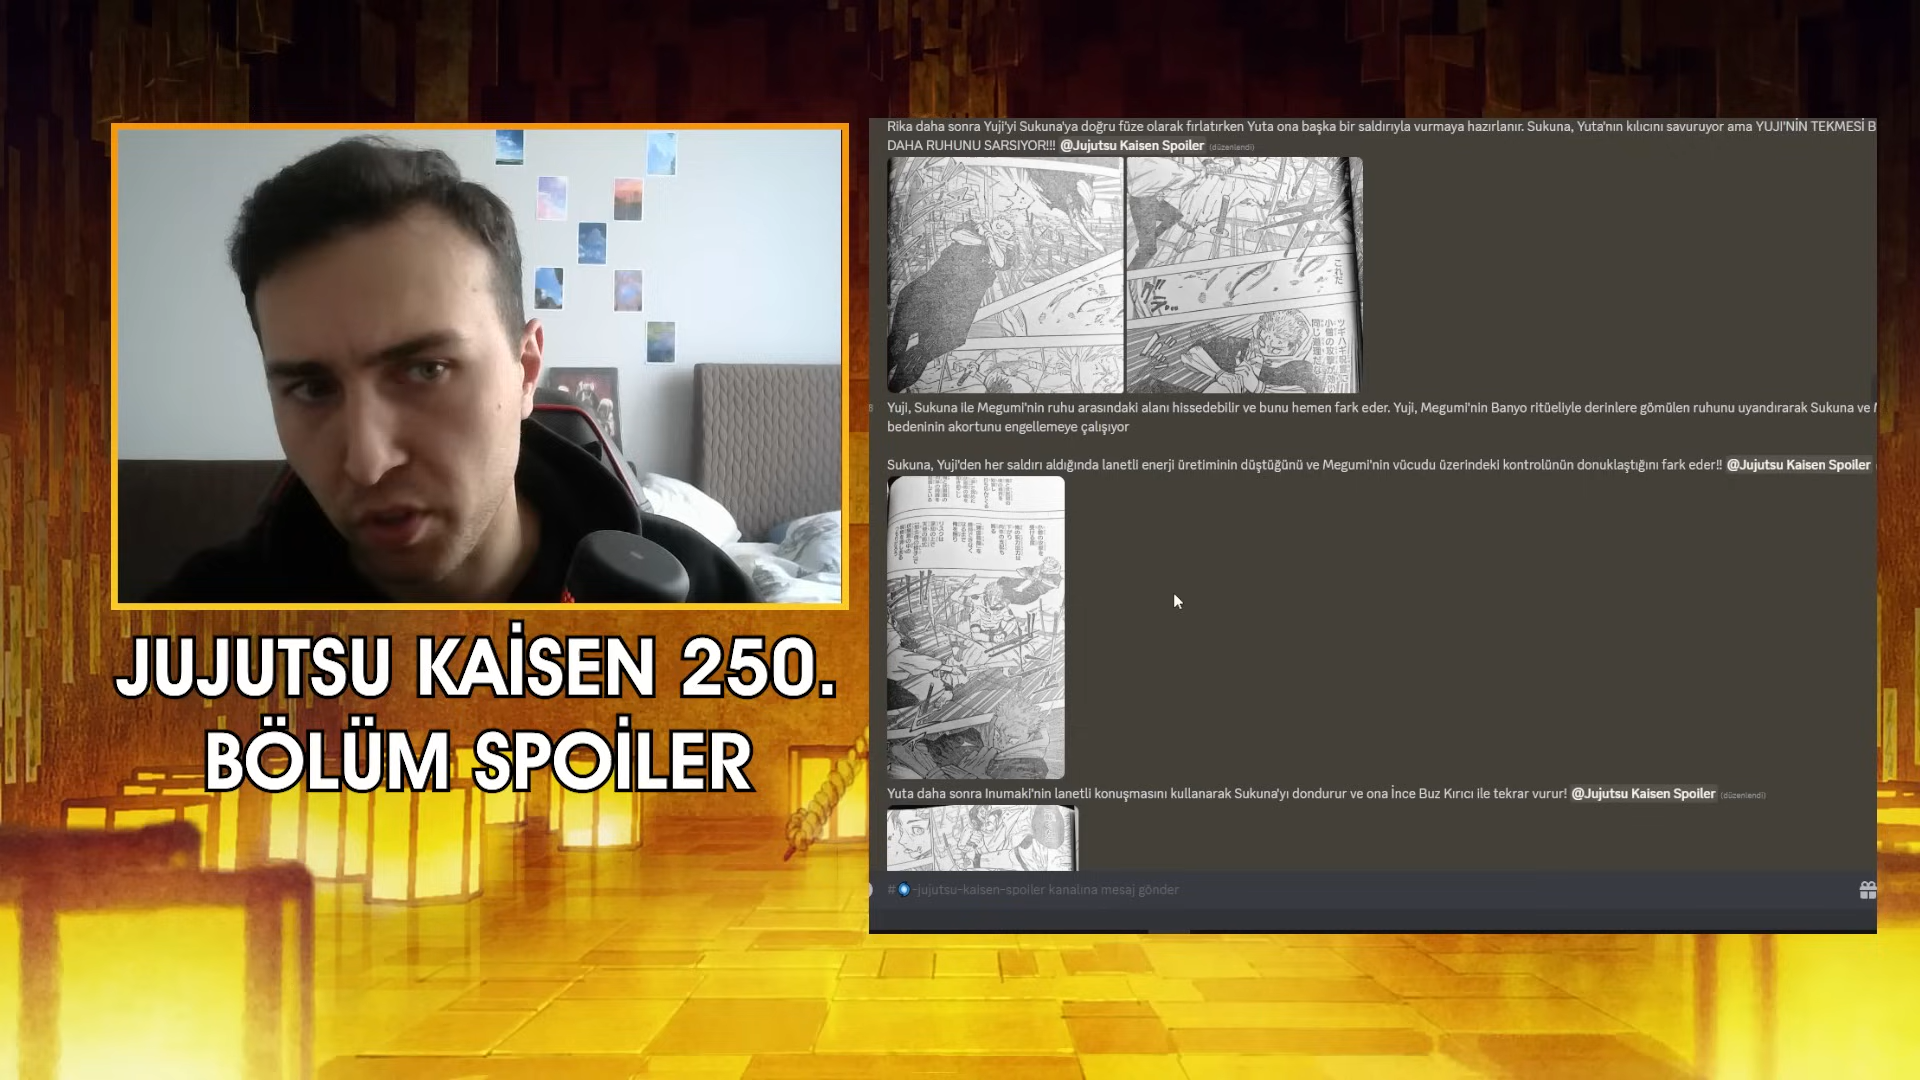 Rika daha sonra Yuji'yi Sukuna'ya doğru füze olarak fırlatırken Yuta ona başka bir saldırıyla vurmaya hazırlanır. Sukuna, Yuta'nın kılıcını savuruyor ama YUJI'NİN TEKMESİ B
DAHA RUHUNU SARSIYOR!!! @Jujutsu Kaisen Spoiler (düzenlendi)
Yuji, Sukuna ile Megumi'nin ruhu arasındaki alanı hissedebilir ve bunu hemen fark eder. Yuji, Megumi'nin Banyo ritüeliyle derinlere gömülen ruhunu uyandırarak Sukuna ve
bedeninin akortunu engellemeye çalışıyor
Sukuna, Yuji'den her saldırı aldığında lanetli enerji üretiminin düştüğünü ve Megumi'nin vücudu üzerindeki kontrolünün donuklaştığını fark eder!! @Jujutsu Kaisen Spoiler
Yuta daha sonra Inumaki'nin lanetli konuşmasını kullanarak Sukuna'yı dondurur ve ona İnce Buz Kırıcı ile tekrar vurur! @Jujutsu Kaisen Spoiler (düzenlendi)
#-jujutsu-kaisen-spoiler kanalına mesaj gönder
JUJUTSU KAİSEN 250.
BÖLÜM SPOİLER